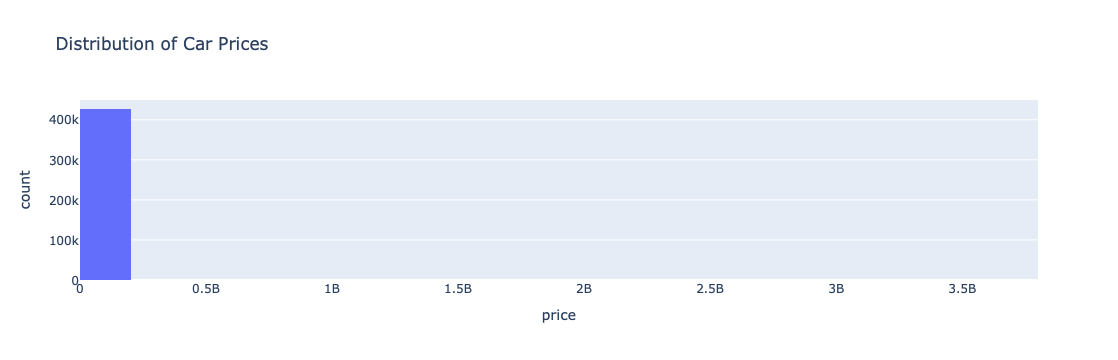 Distribution of Car Prices
400k
300k
200k
100k
0
count
0 0.5B 1B 1.5B 2B 2.5B 3B 3.5B
price